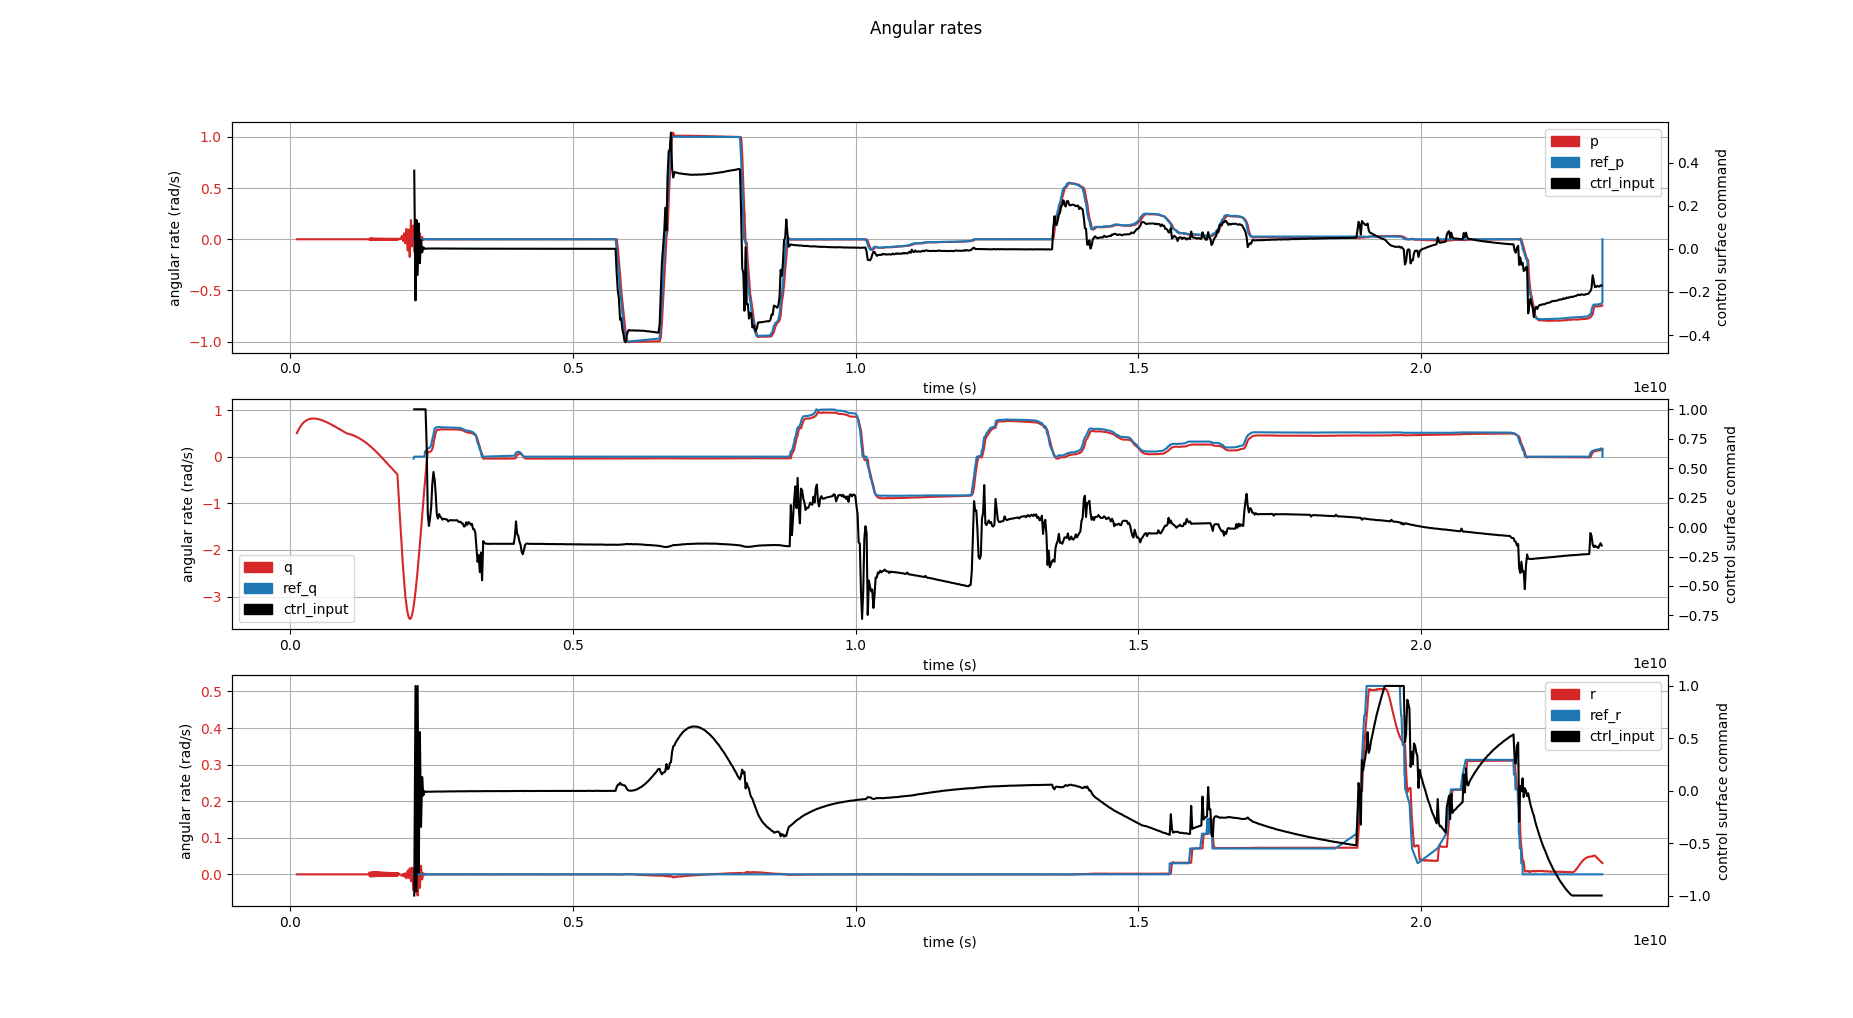 Angular rates
1.0
0.5
0.0
−0.5
−1.0
angular rate (rad/s)
p
ref_p
ctrl_input
0.4
0.2
0.0
−0.2
−0.4
control surface command
0.0
0.5
1.0
1.5
2.0
1e10
time (s)
1
0
−1
−2
−3
angular rate (rad/s)
q
ref_q
ctrl_input
1.00
0.75
0.50
0.25
0.00
−0.25
−0.50
−0.75
control surface command
0.0
0.5
1.0
1.5
2.0
1e10
time (s)
0.5
0.4
0.3
0.2
0.1
0.0
angular rate (rad/s)
r
ref_r
ctrl_input
1.0
0.5
0.0
−0.5
−1.0
control surface command
0.0
0.5
1.0
1.5
2.0
1e10
time (s)